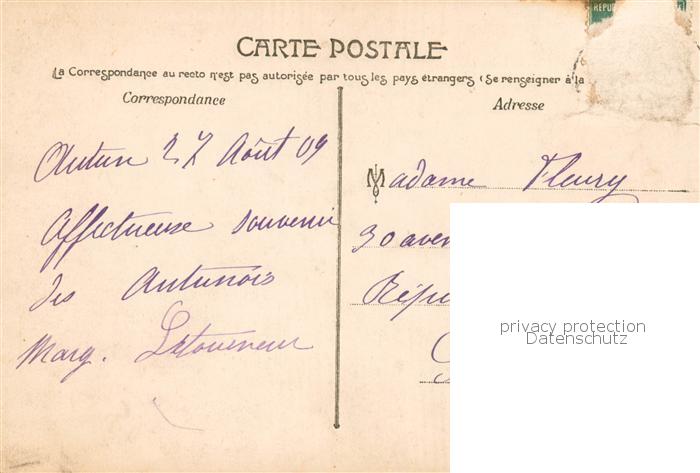 RÉPUB
CARTE POSTALE
La Correspondance au recto n'est pas autorisée par tous les pays étrangers (Se renseigner à la
Correspondance
Adresse
Autun 27 Août 09
Affectueux souvenir
des Autunois
Marg. Letourneur
Madame Fleury
30 aven
Répu
privacy protection
Datenschutz